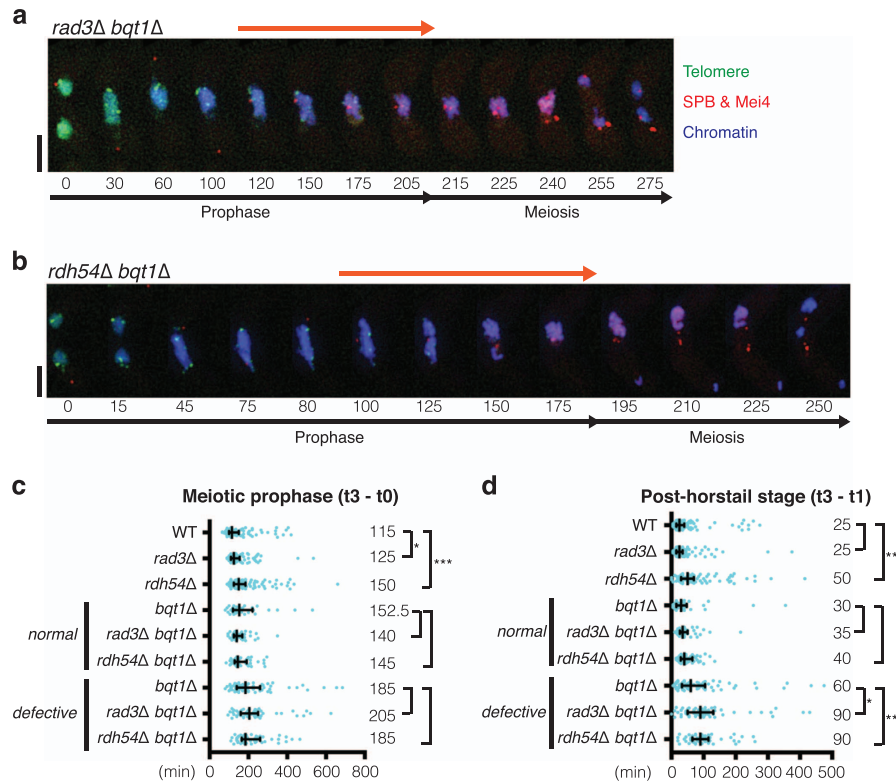 a
rad3Δ bqt1Δ
Telomere
SPB & Mei4
Chromatin
0 30 60 100 120 150 175 205 215 225 240 255 275
Prophase Meiosis
b
rdh54Δ bqt1Δ
0 15 45 75 80 100 125 150 175 195 210 225 250
Prophase Meiosis
c
Meiotic prophase (t3 - t0)
WT 115
rad3Δ 125 *
rdh54Δ 150 ***
bqt1Δ 152.5
normal rad3Δ bqt1Δ 140
rdh54Δ bqt1Δ 145
bqt1Δ 185
defective rad3Δ bqt1Δ 205
rdh54Δ bqt1Δ 185
(min) 0 200 400 600 800
d
Post-horstail stage (t3 - t1)
WT 25
rad3Δ 25 **
rdh54Δ 50
bqt1Δ 30
normal rad3Δ bqt1Δ 35
rdh54Δ bqt1Δ 40
bqt1Δ 60
defective rad3Δ bqt1Δ 90 * **
rdh54Δ bqt1Δ 90
(min) 0 100 200 300 400 500